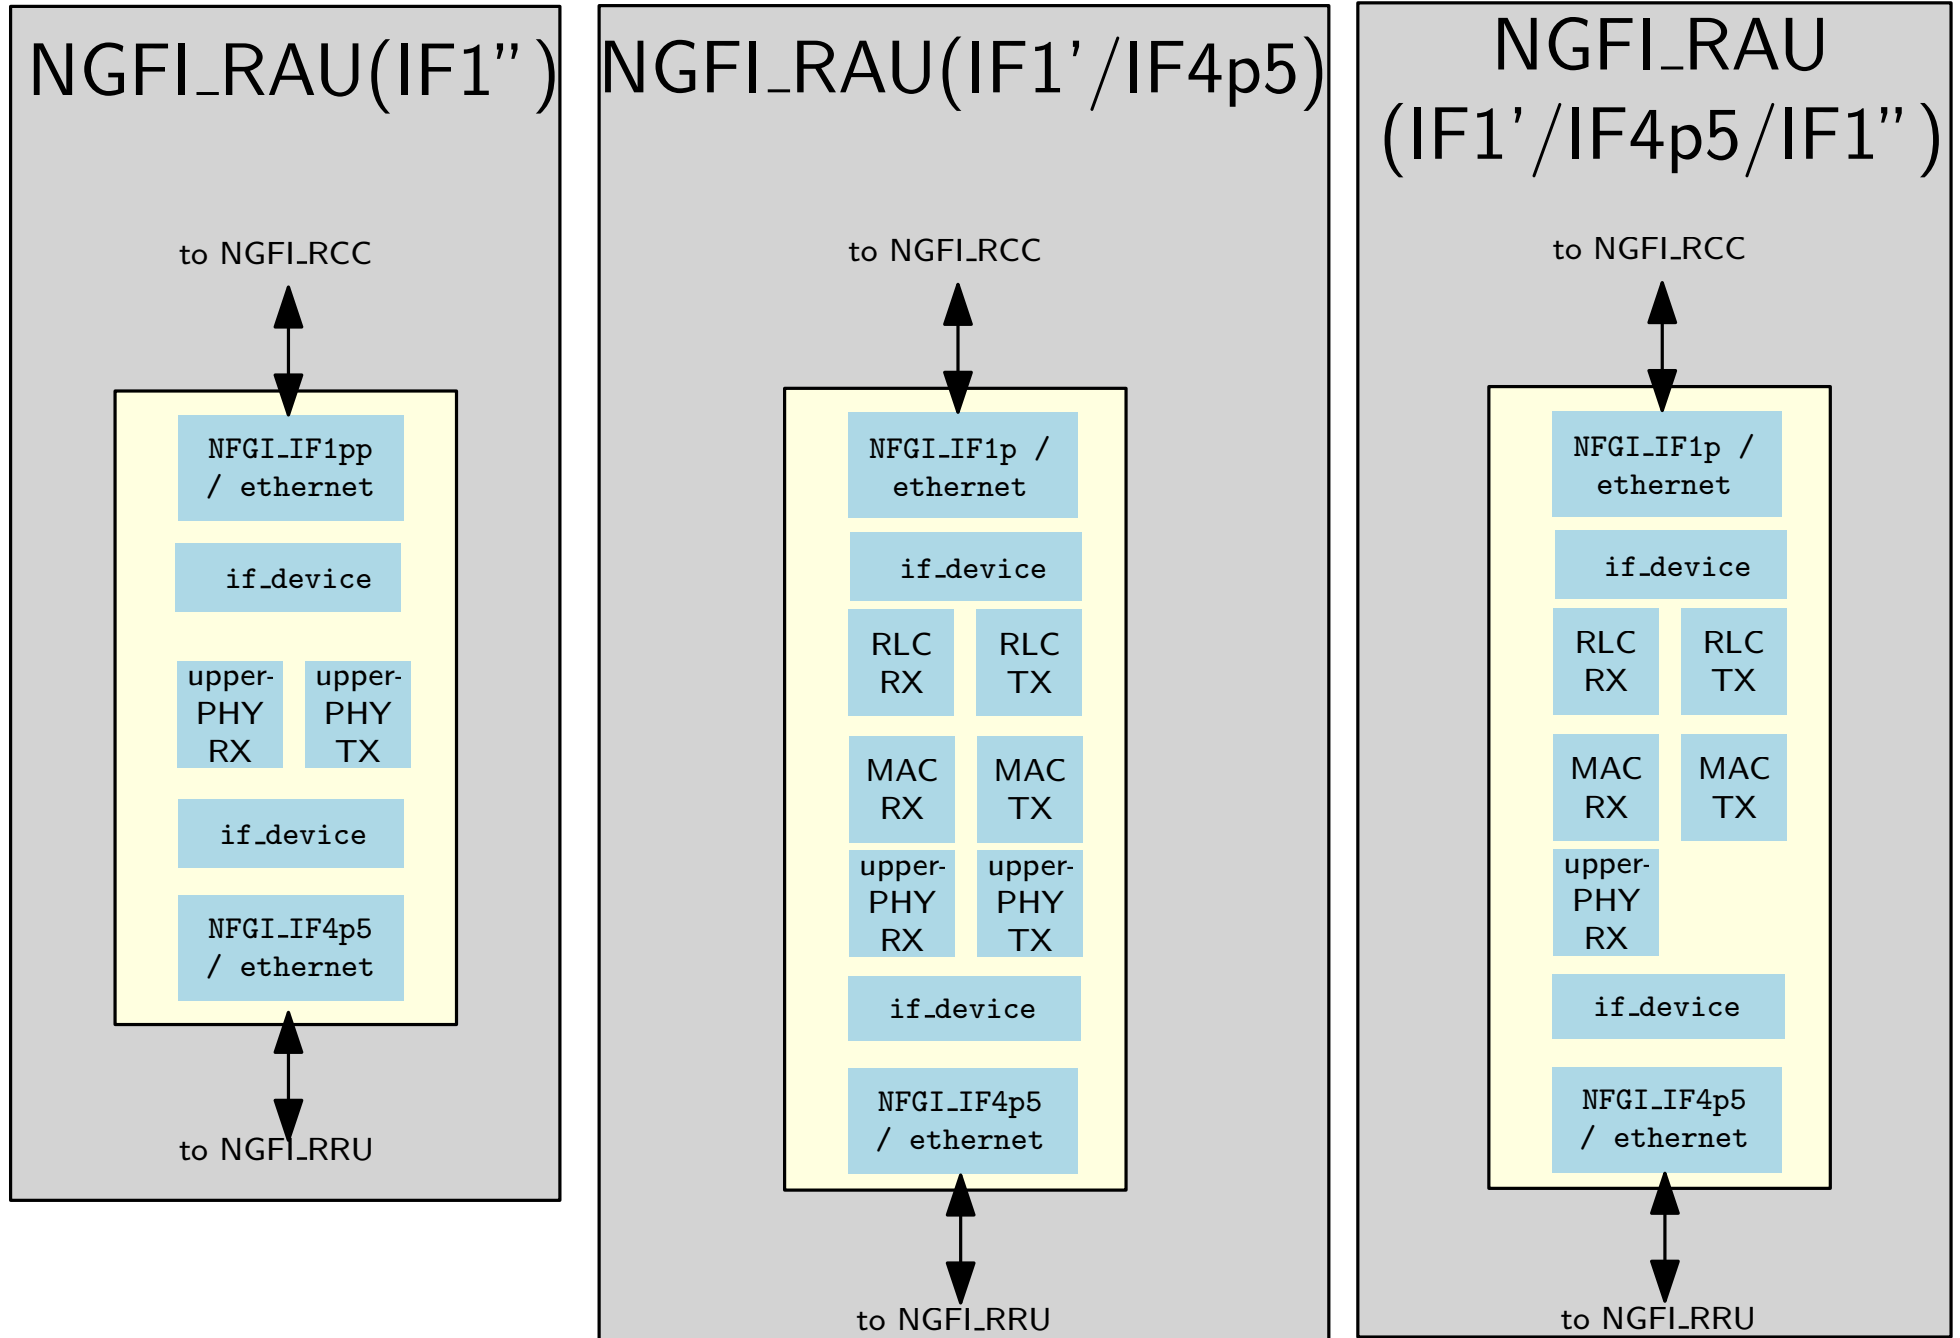 NGFI_RAU(IF1")
to NGFI_RCC
NFGI_IF1pp
/ ethernet
if_device
upper-
PHY
RX
upper-
PHY
TX
if_device
NFGI_IF4p5
/ ethernet
to NGFI_RRU
NGFI_RAU(IF1'/IF4p5)
to NGFI_RCC
NFGI_IF1p /
ethernet
if_device
RLC
RX
RLC
TX
MAC
RX
MAC
TX
upper-
PHY
RX
upper-
PHY
TX
if_device
NFGI_IF4p5
/ ethernet
to NGFI_RRU
NGFI_RAU
(IF1'/IF4p5/IF1")
to NGFI_RCC
NFGI_IF1p /
ethernet
if_device
RLC
RX
RLC
TX
MAC
RX
MAC
TX
upper-
PHY
RX
if_device
NFGI_IF4p5
/ ethernet
to NGFI_RRU